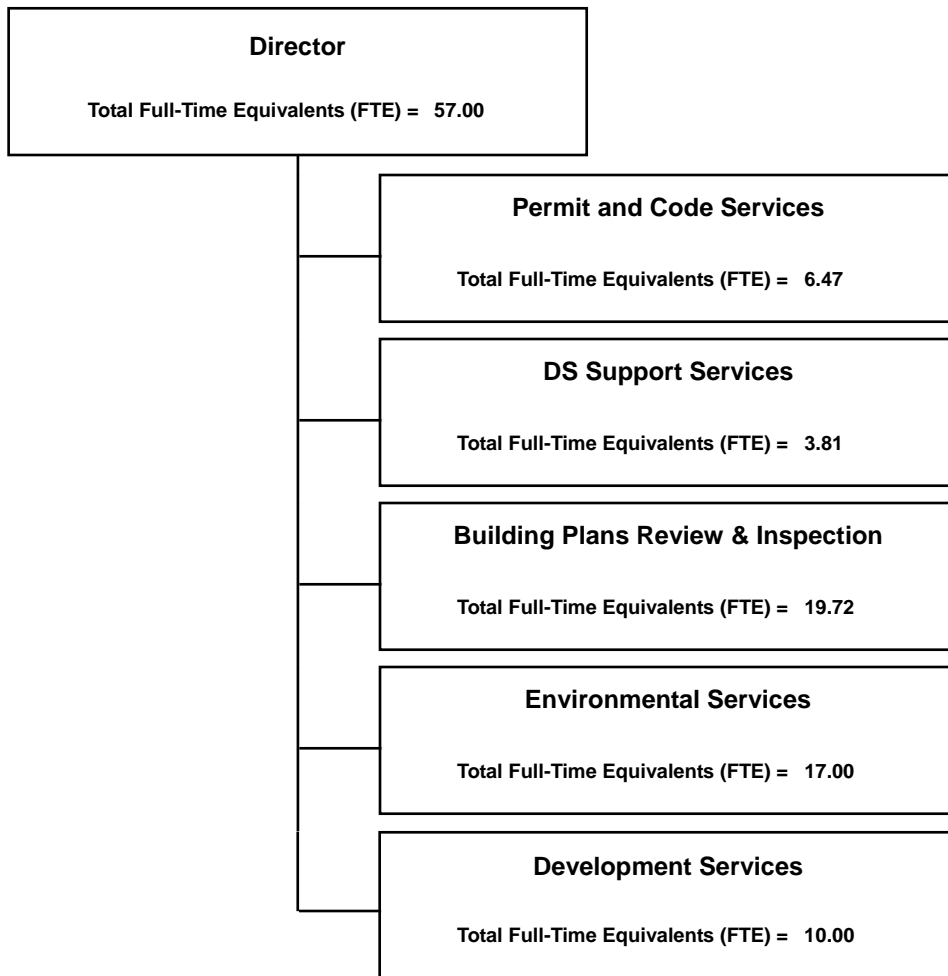 Director
Total Full-Time Equivalents (FTE) = 57.00
Permit and Code Services
Total Full-Time Equivalents (FTE) = 6.47
DS Support Services
Total Full-Time Equivalents (FTE) = 3.81
Building Plans Review & Inspection
Total Full-Time Equivalents (FTE) = 19.72
Environmental Services
Total Full-Time Equivalents (FTE) = 17.00
Development Services
Total Full-Time Equivalents (FTE) = 10.00